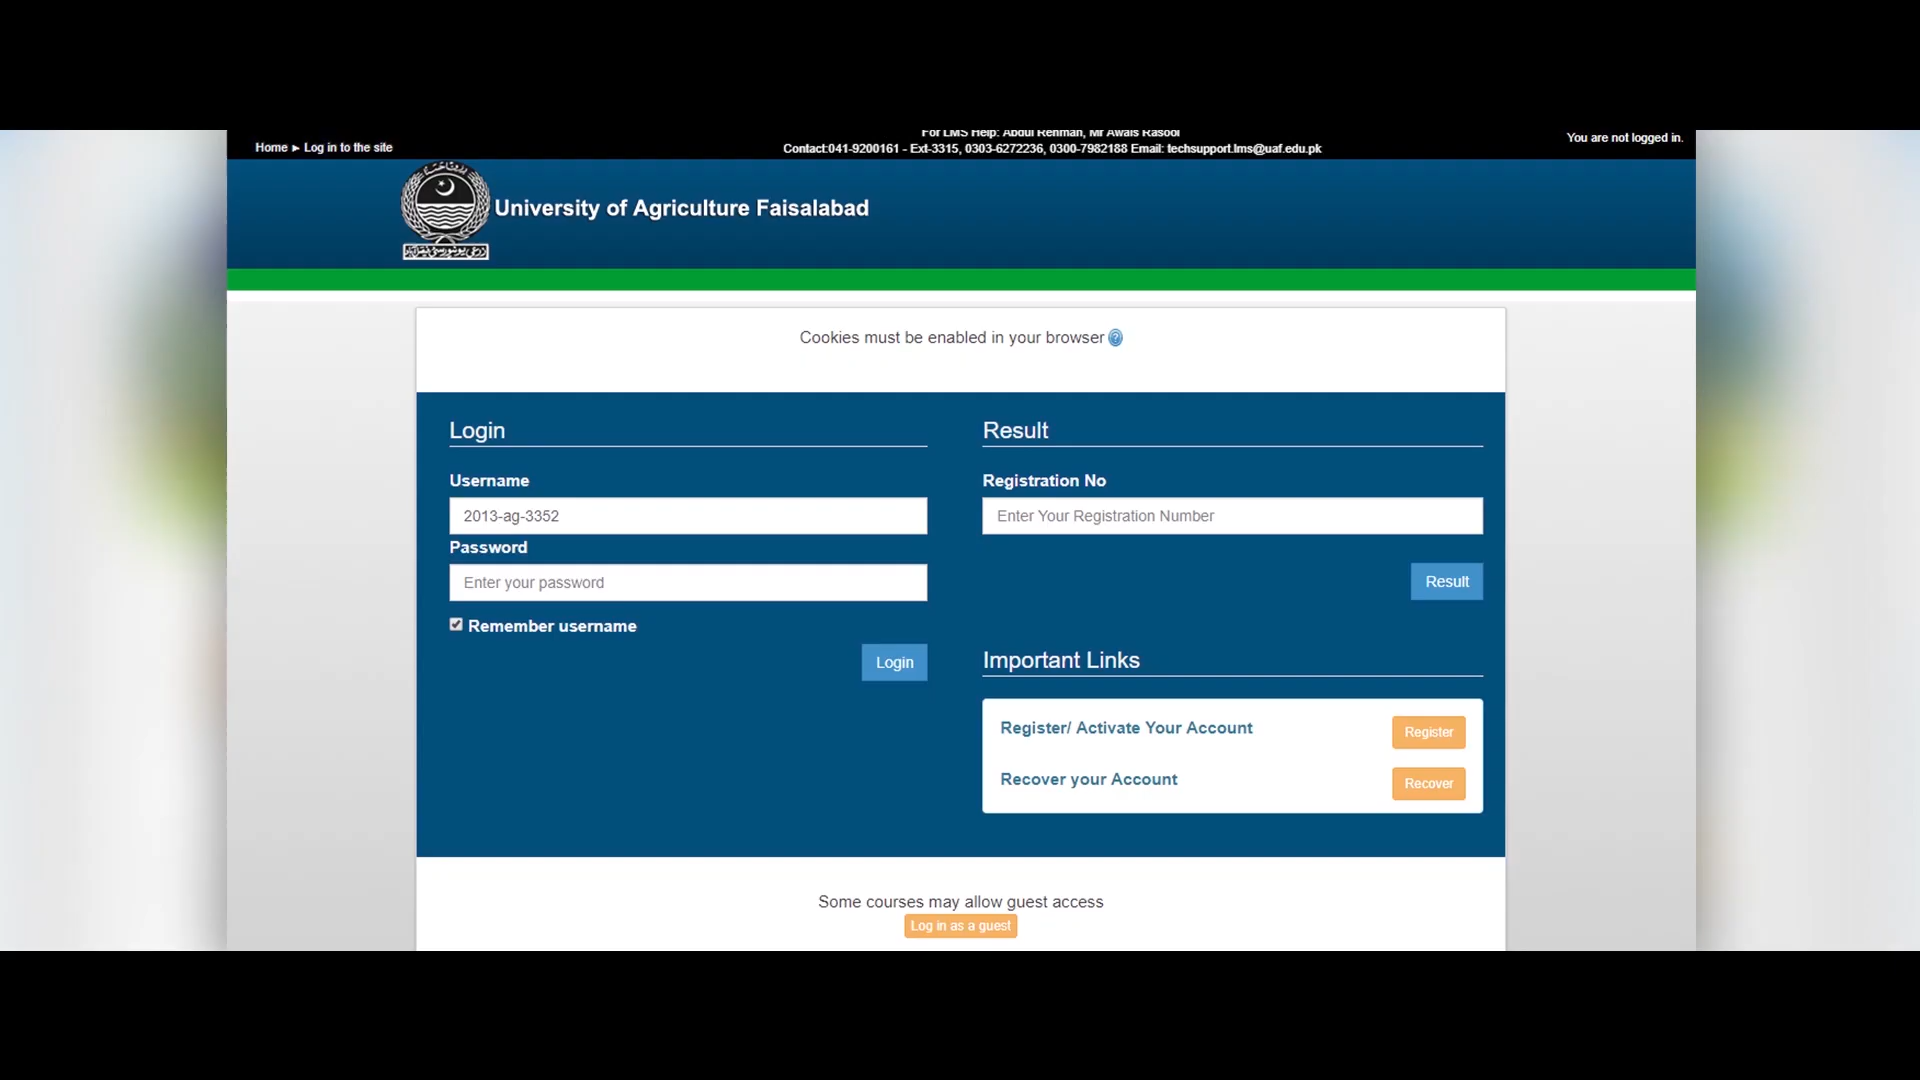 For LMS Help: Abdul Rehman, Mr Awais Rasool
Home ► Log in to the site
Contact:041-9200161 - Ext-3315, 0303-6272236, 0300-7982188 Email: techsupport.lms@uaf.edu.pk
You are not logged in.
University of Agriculture Faisalabad
زرعی یونیورسٹی فیصل آباد
Cookies must be enabled in your browser
Login
Username
2013-ag-3352
Password
Enter your password
Remember username
Login
Result
Registration No
Enter Your Registration Number
Result
Important Links
Register/ Activate Your Account
Register
Recover your Account
Recover
Some courses may allow guest access
Log in as a guest